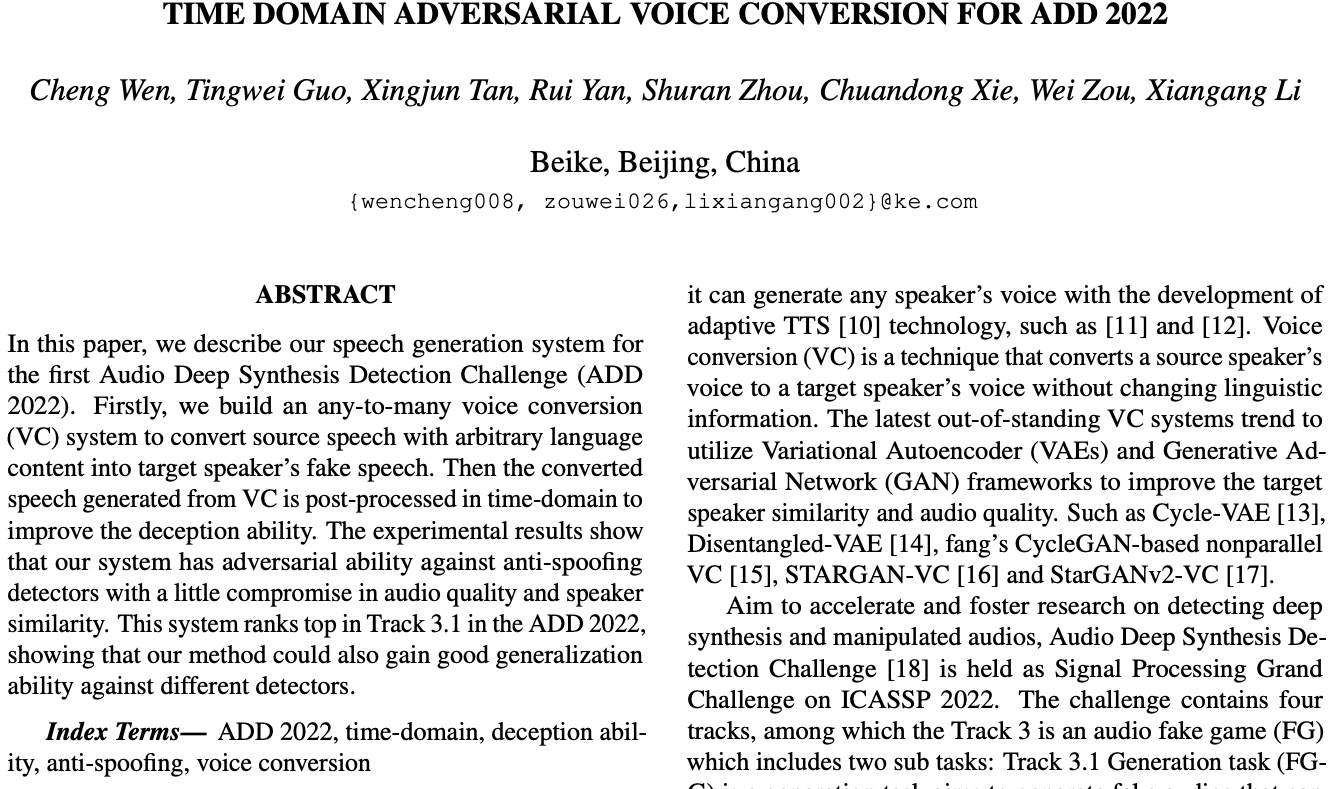 TIME DOMAIN ADVERSARIAL VOICE CONVERSION FOR ADD 2022
Cheng Wen, Tingwei Guo, Xingjun Tan, Rui Yan, Shuran Zhou, Chuandong Xie, Wei Zou, Xiangang Li
Beike, Beijing, China
{wencheng008, zouwei026,lixiangang002}@ke.com
ABSTRACT
In this paper, we describe our speech generation system for
the first Audio Deep Synthesis Detection Challenge (ADD
2022). Firstly, we build an any-to-many voice conversion
(VC) system to convert source speech with arbitrary language
content into target speaker’s fake speech. Then the converted
speech generated from VC is post-processed in time-domain to
improve the deception ability. The experimental results show
that our system has adversarial ability against anti-spoofing
detectors with a little compromise in audio quality and speaker
similarity. This system ranks top in Track 3.1 in the ADD 2022,
showing that our method could also gain good generalization
ability against different detectors.
Index Terms— ADD 2022, time-domain, deception abil-
ity, anti-spoofing, voice conversion
it can generate any speaker’s voice with the development of
adaptive TTS [10] technology, such as [11] and [12]. Voice
conversion (VC) is a technique that converts a source speaker’s
voice to a target speaker’s voice without changing linguistic
information. The latest out-of-standing VC systems trend to
utilize Variational Autoencoder (VAEs) and Generative Ad-
versarial Network (GAN) frameworks to improve the target
speaker similarity and audio quality. Such as Cycle-VAE [13],
Disentangled-VAE [14], fang’s CycleGAN-based nonparallel
VC [15], STARGAN-VC [16] and StarGANv2-VC [17].
Aim to accelerate and foster research on detecting deep
synthesis and manipulated audios, Audio Deep Synthesis De-
tection Challenge [18] is held as Signal Processing Grand
Challenge on ICASSP 2022. The challenge contains four
tracks, among which the Track 3 is an audio fake game (FG)
which includes two sub tasks: Track 3.1 Generation task (FG-